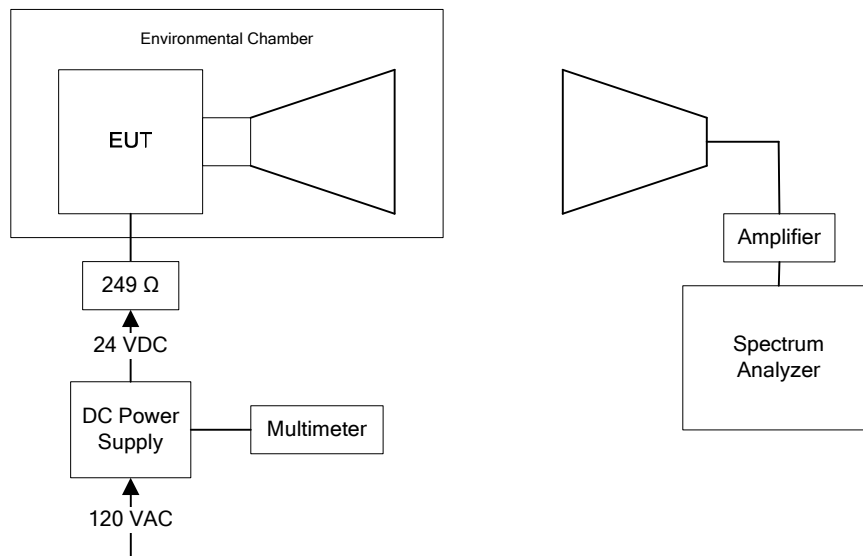 Environmental Chamber
EUT
249 Ω
24 VDC
DC Power
Supply
Multimeter
120 VAC
Amplifier
Spectrum
Analyzer